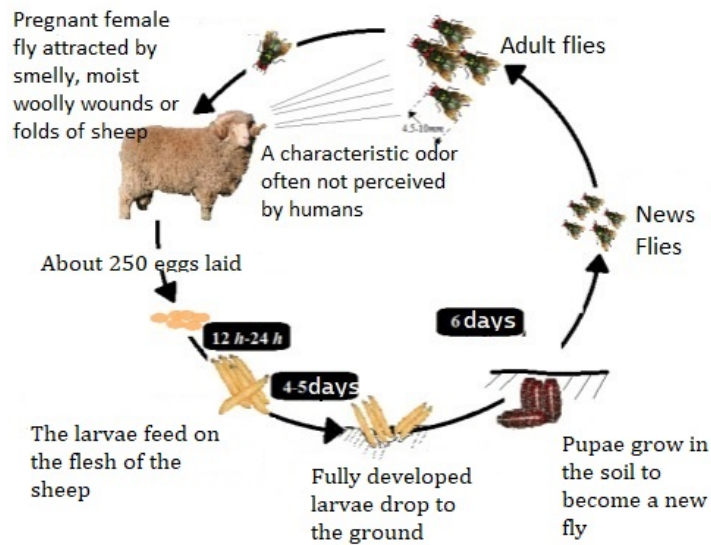 Pregnant female
fly attracted by
smelly, moist
woolly wounds or
folds of sheep
Adult flies
4.5-10mm
A characteristic odor
often not perceived
by humans
News
Flies
About 250 eggs laid
6 days
12 h-24 h
4-5days
The larvae feed on
the flesh of the
sheep
Fully developed
larvae drop to
the ground
Pupae grow in
the soil to
become a new
fly